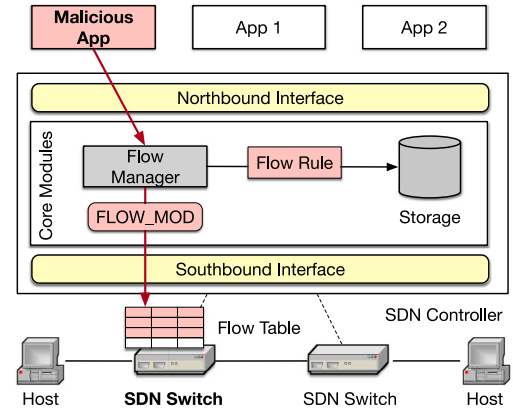 Malicious
App
App 1
App 2
Northbound Interface
Core Modules
Flow
Manager
Flow Rule
Storage
FLOW_MOD
Southbound Interface
Flow Table
SDN Controller
Host
SDN Switch
SDN Switch
Host